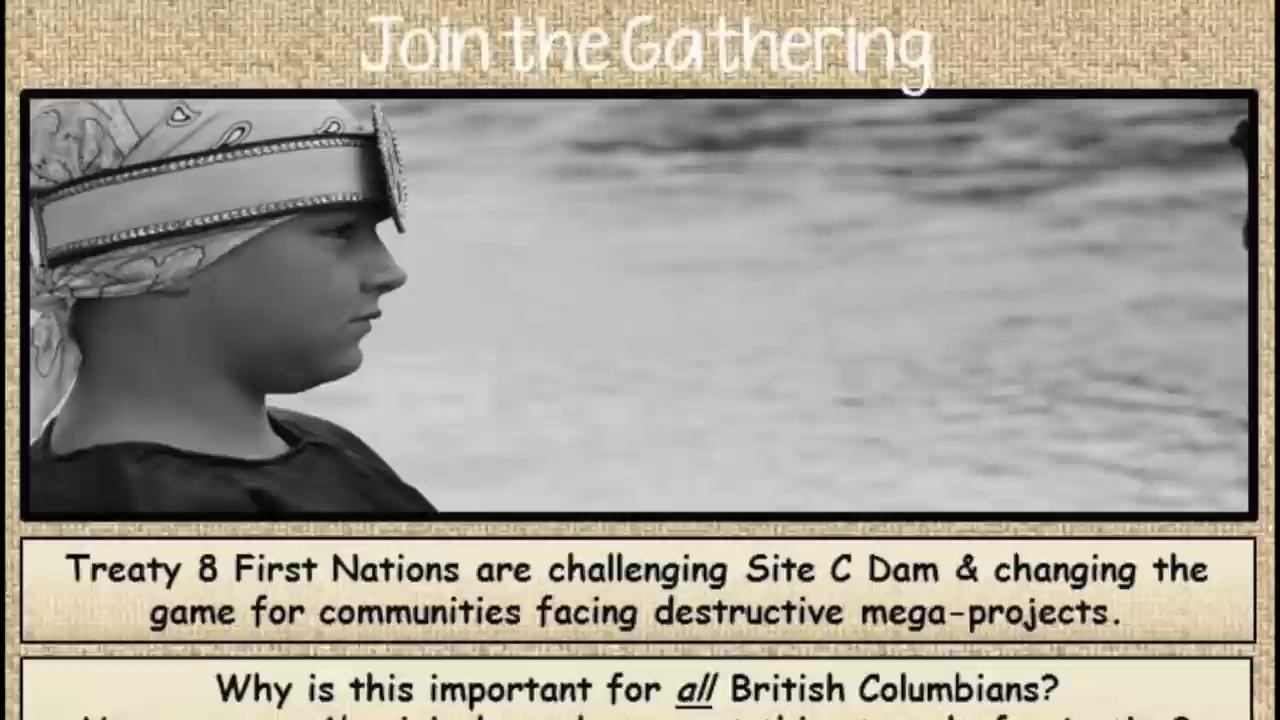 Join the Gathering
Treaty 8 First Nations are challenging Site C Dam & changing the
game for communities facing destructive mega-projects.
Why is this important for all British Columbians?